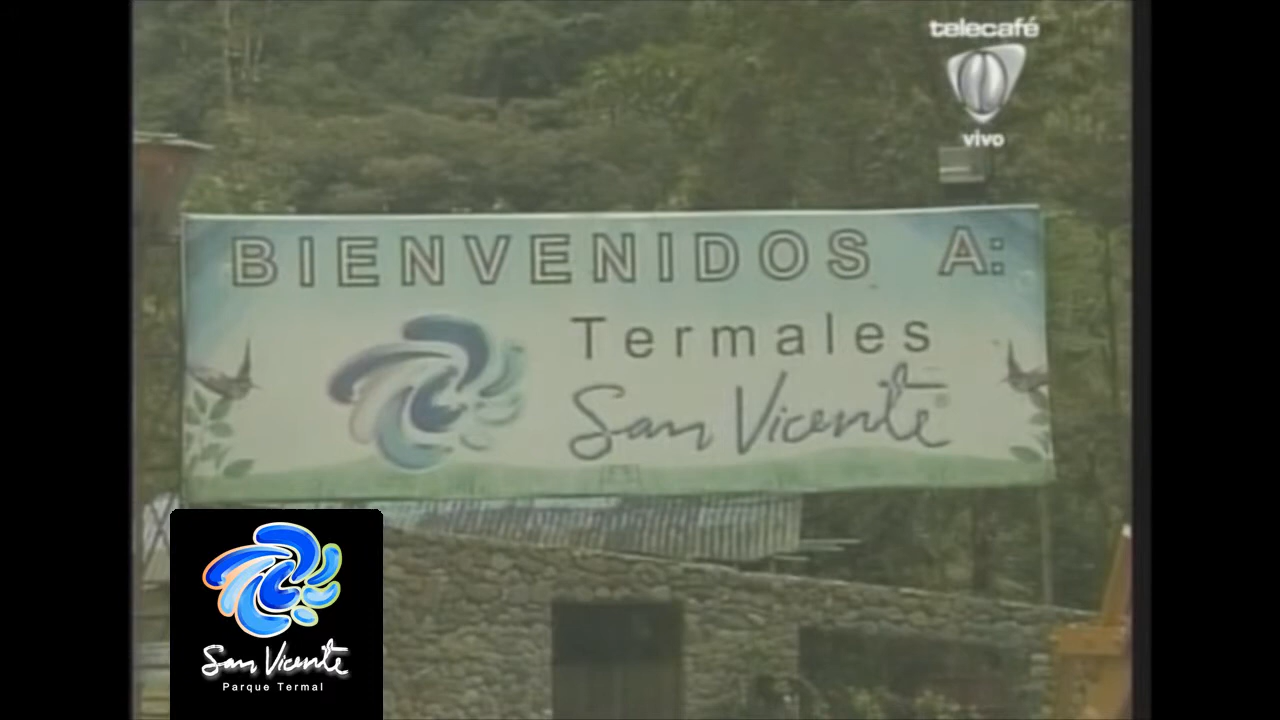 telecafé
vivo
BIENVENIDOS A:
Termales
San Vicente®
San Vicente
Parque Termal